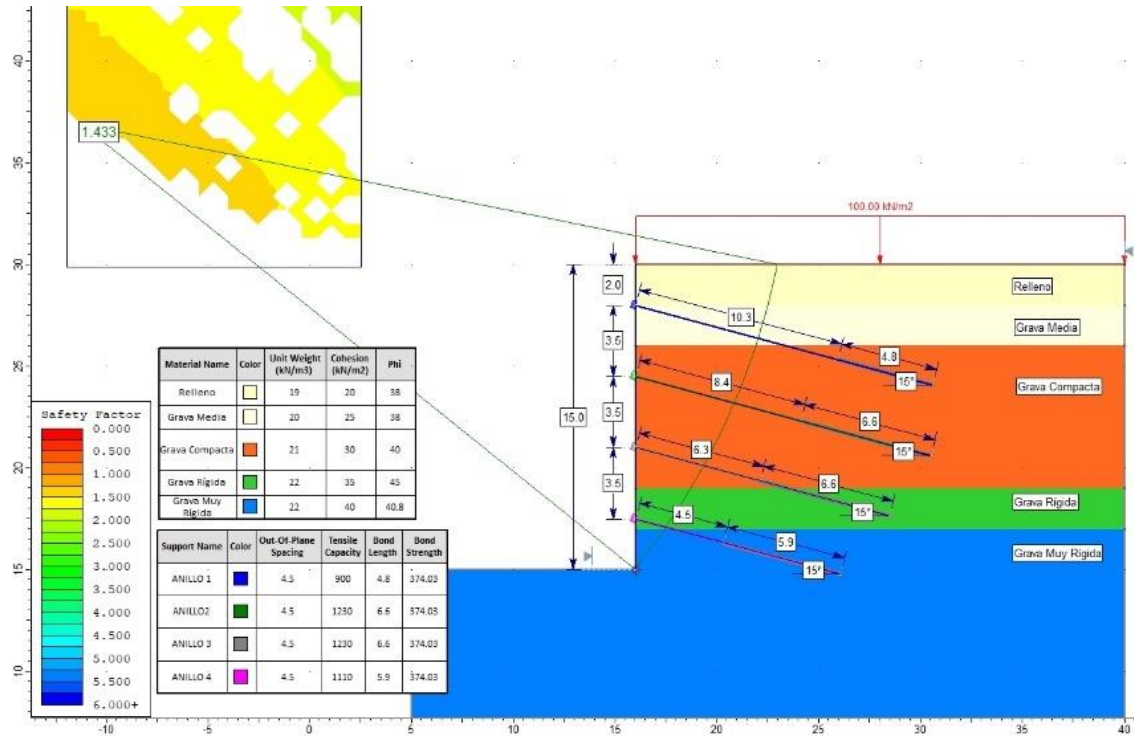 40
35
30
25
20
15
10
1.433
100.00 kN/m2
2.0
3.5
3.5
3.5
15.0
10.3
4.8
15°
8.4
6.6
15°
6.3
6.6
15°
4.5
5.9
15°
Relleno
Grava Media
Grava Compacta
Grava Rígida
Grava Muy Rígida
Material Name Color Unit Weight (kN/m3) Cohesion (kN/m2) Phi
Relleno 19 20 38
Grava Media 20 25 38
Grava Compacta 21 30 40
Grava Rígida 22 35 45
Grava Muy Rígida 22 40 40.8
Support Name Color Out-Of-Plane Spacing Tensile Capacity Bond Length Bond Strength
ANILLO 1 4.5 900 4.8 374.03
ANILLO2 4.5 1230 6.6 374.03
ANILLO 3 4.5 1230 6.6 374.03
ANILLO 4 4.5 1110 5.9 374.03
Safety Factor
0.000
0.500
1.000
1.500
2.000
2.500
3.000
3.500
4.000
4.500
5.000
5.500
6.000+
-10 -5 0 5 10 15 20 25 30 35 40